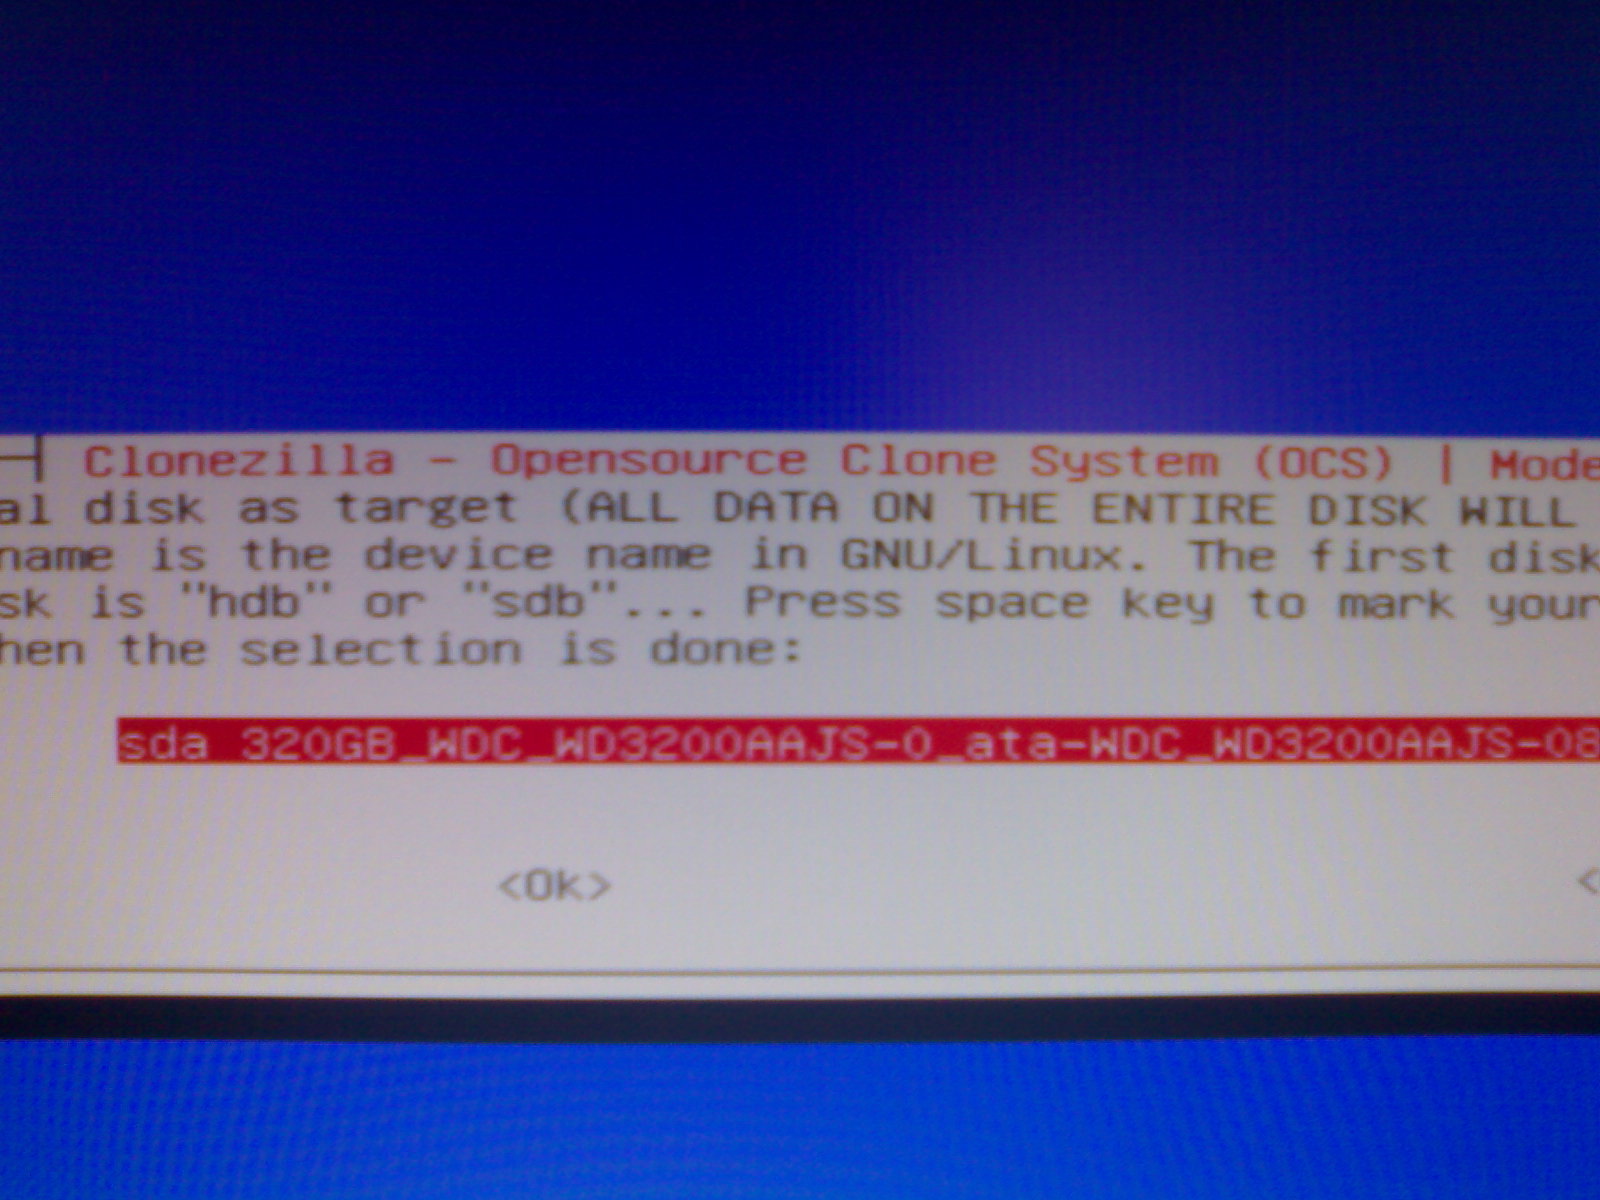 Clonezilla - Opensource Clone System (OCS) | Mode
al disk as target (ALL DATA ON THE ENTIRE DISK WILL
name is the device name in GNU/Linux. The first disk
sk is "hdb" or "sdb"... Press space key to mark your
hen the selection is done:
sda 320GB_WDC_WD3200AAJS-0_ata-WDC_WD3200AAJS-08
<Ok> <